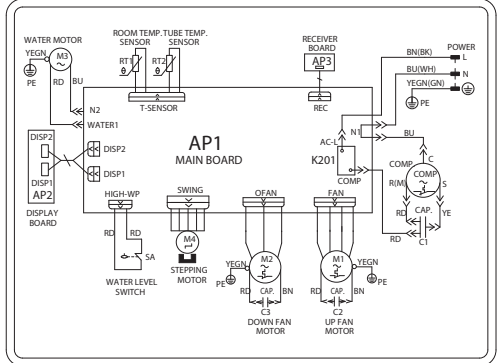 WATER MOTOR
ROOM TEMP. TUBE TEMP.
SENSOR SENSOR
RECEIVER
BOARD
AP3
POWER
BN(BK)
L
BU(WH)
N
YEGN(GN)
PE
YEGN
M3
PE
RD
BU
RT1
RT2
θ
θ
T-SENSOR
REC
N2
WATER1
AP1
MAIN BOARD
AC-L
N1
K201
COMP
BU
DISP2
DISP1
AP2
DISPLAY
BOARD
DISP2
DISP1
COMP.
C
COMP
R(M)
S
RD
CAP.
YE
RD
C1
HIGH-WP
SWING
OFAN
FAN
RD
RD
SA
WATER LEVEL
SWITCH
M4
STEPPING
MOTOR
YEGN
PE
M2
RD
CAP.
BN
C3
DOWN FAN
MOTOR
M1
YEGN
PE
RD
CAP.
BN
C2
UP FAN
MOTOR